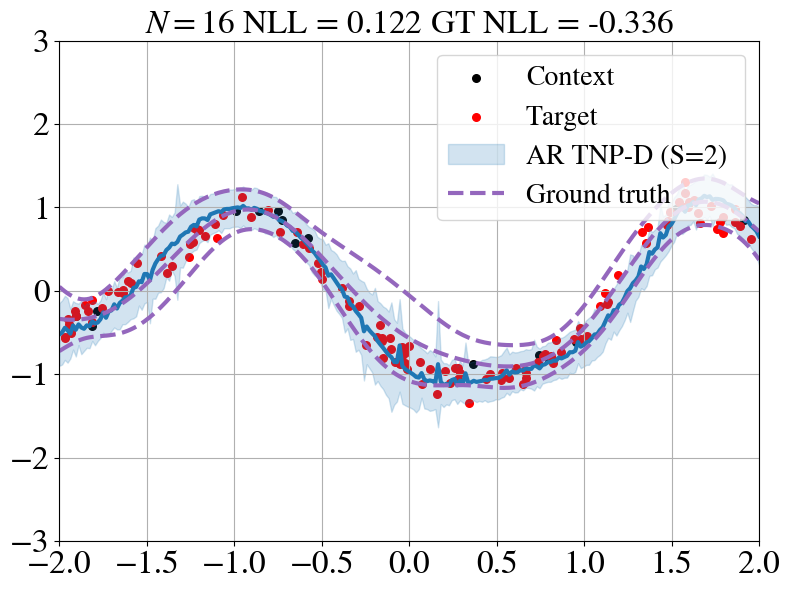 N = 16 NLL = 0.122 GT NLL = -0.336
Context
Target
AR TNP-D (S=2)
Ground truth
3
2
1
0
−1
−2
−3
−2.0 −1.5 −1.0 −0.5 0.0 0.5 1.0 1.5 2.0